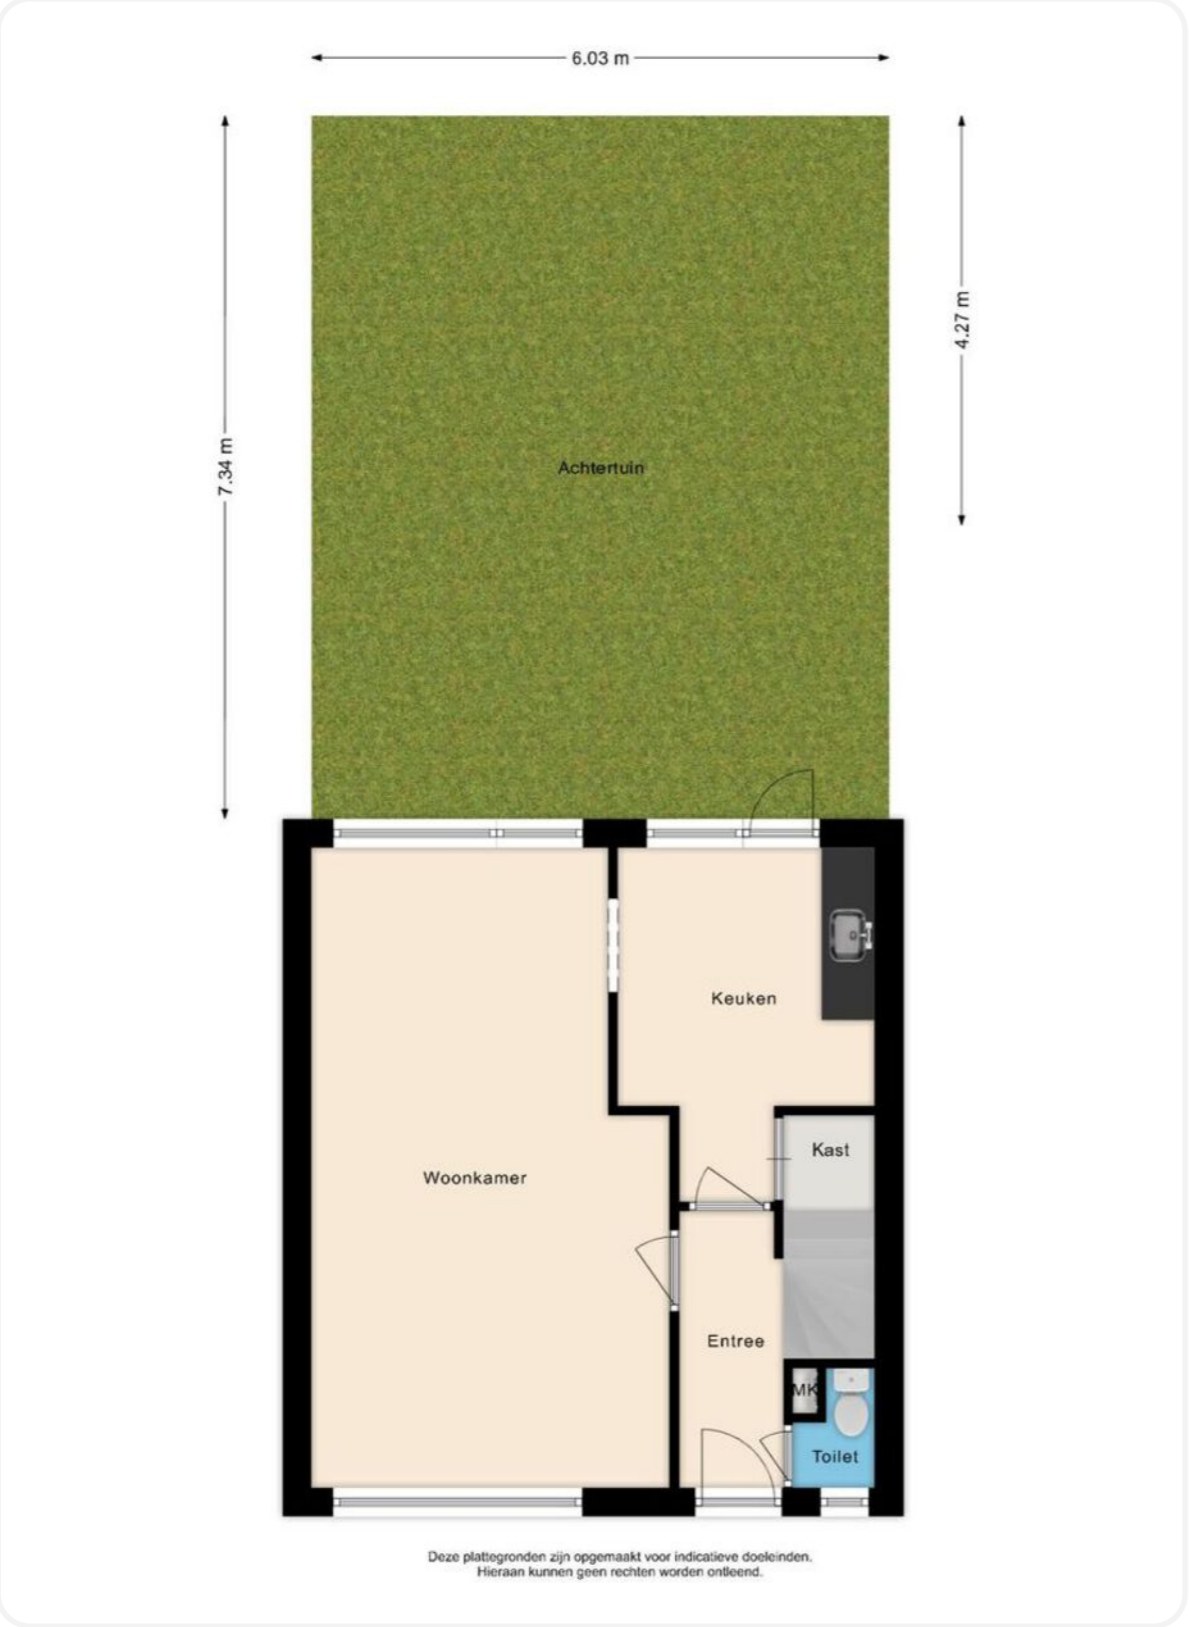 6.03 m
4.27 m
7.34 m
Achtertuin
Keuken
Kast
Woonkamer
Entree
MK
Toilet
Deze plattegronden zijn opgemaakt voor indicatieve doeleinden.
Hieraan kunnen geen rechten worden ontleend.